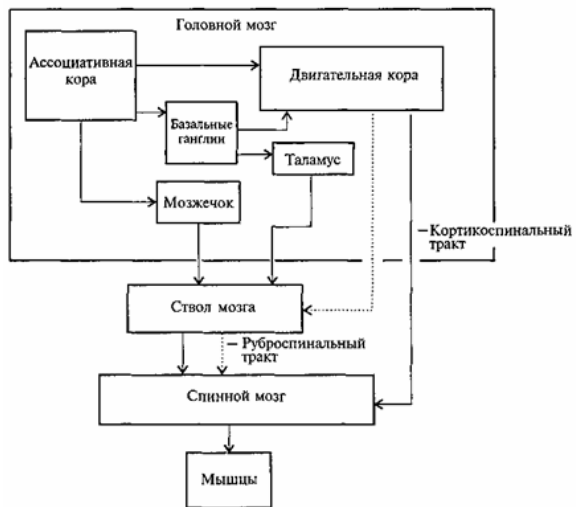 Головной мозг
Ассоциативная
кора
Двигательная кора
Базальные
ганглии
Таламус
Мозжечок
–Кортикоспинальный
тракт
Ствол мозга
–Руброспинальный
тракт
Спинной мозг
Мышцы